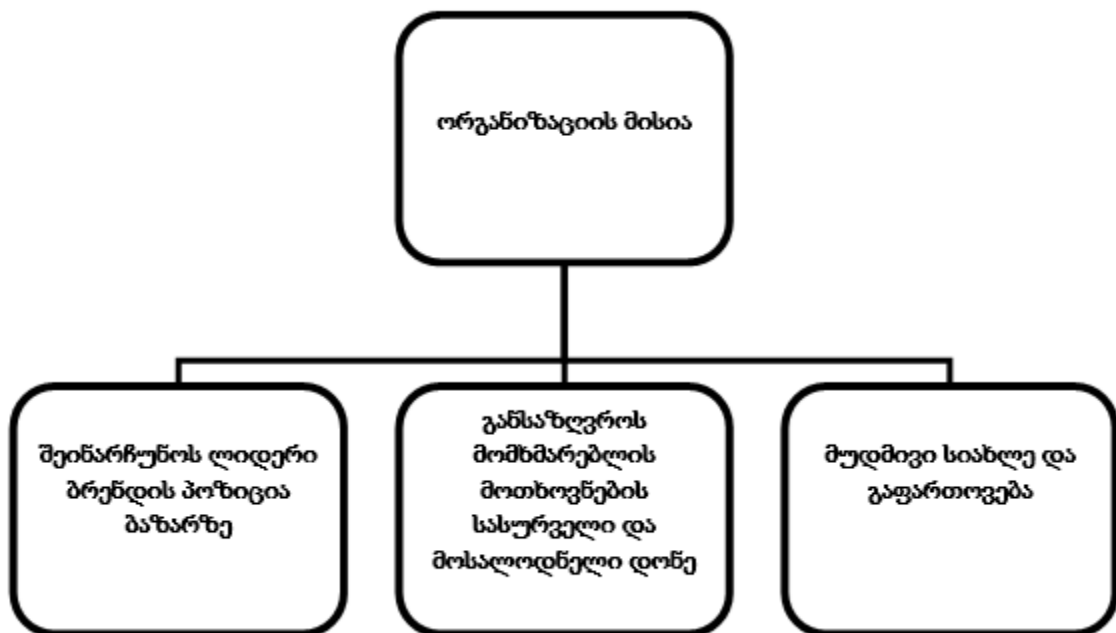 ორგანიზაციის მისია
შეინარჩუნოს ლიდერი
ბრენდის პოზიცია
ბაზარზე
განსაზღვროს
მომხმარებლის
მოთხოვნების
სასურველი და
მოსალოდნელი დონე
მუდმივი სიახლე და
გაფართოვება